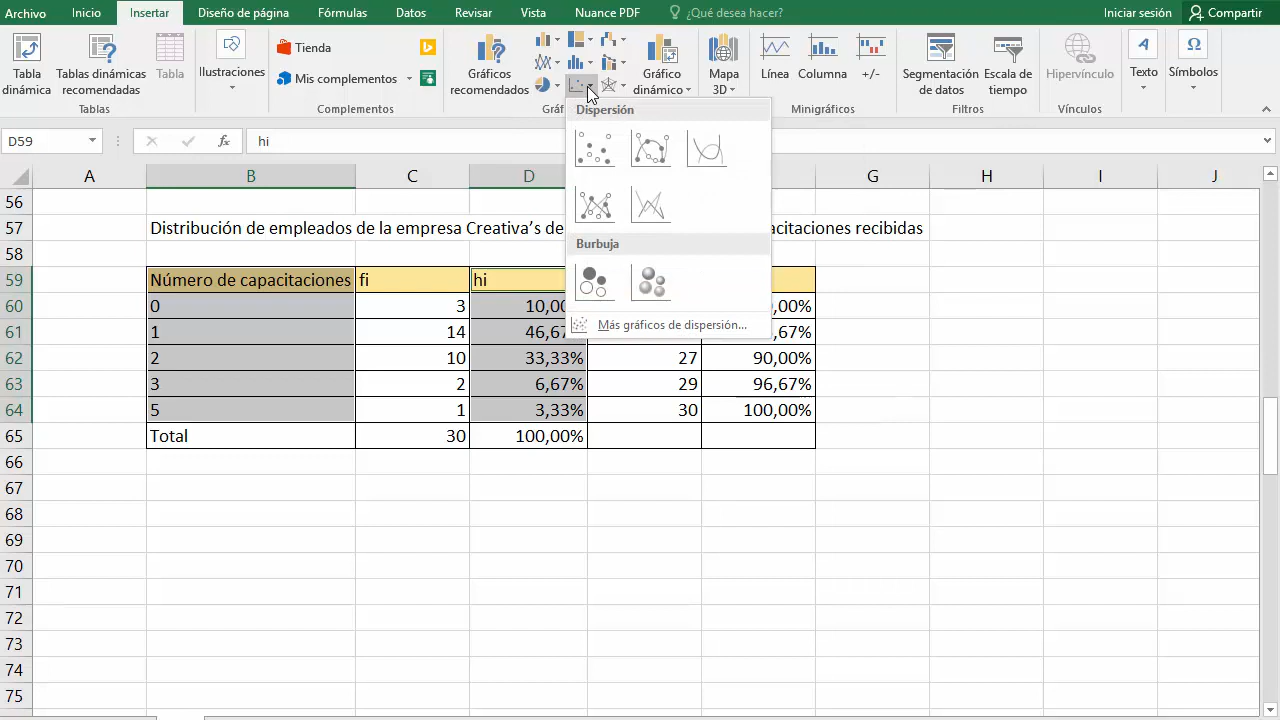 Archivo Inicio Insertar Diseño de página Fórmulas Datos Revisar Vista Nuance PDF ¿Qué desea hacer? Iniciar sesión Compartir
Tabla dinámica
Tablas dinámicas recomendadas
Tabla
Tablas
Ilustraciones
Tienda
Mis complementos
Complementos
Gráficos recomendados
Gráfico dinámico
Mapa 3D
Línea
Columna
+/-
Minigráficos
Segmentación de datos
Escala de tiempo
Filtros
Hipervínculo
Vínculos
Texto
Símbolos
Dispersión
Burbuja
Más gráficos de dispersión...
D59 fx hi
A B C D G H I J
56
57 Distribución de empleados de la empresa Creativa's de acitaciones recibidas
58
59 Número de capacitaciones fi hi
60 0 3 10,00 ,00%
61 1 14 46,67 ,67%
62 2 10 33,33% 27 90,00%
63 3 2 6,67% 29 96,67%
64 5 1 3,33% 30 100,00%
65 Total 30 100,00%
66
67
68
69
70
71
72
73
74
75